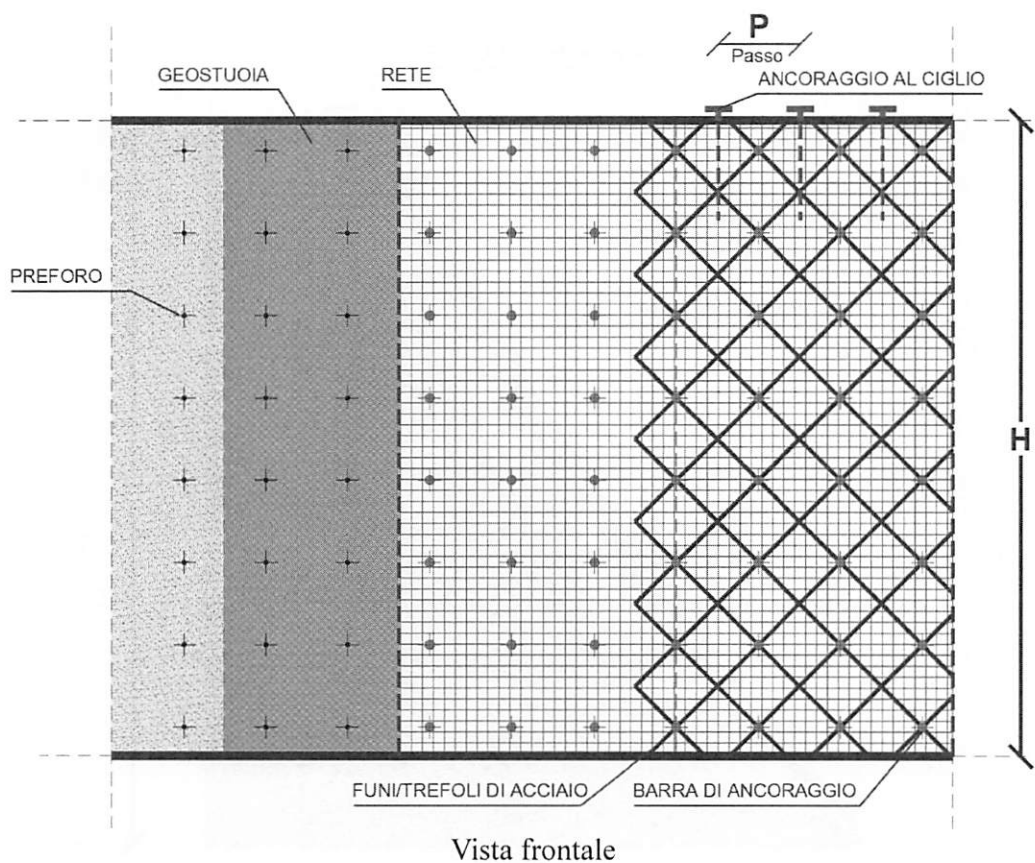 P
Passo
GEOSTUOIA
RETE
ANCORAGGIO AL CIGLIO
PREFORO
H
FUNI/TREFOLI DI ACCIAIO
BARRA DI ANCORAGGIO
Vista frontale